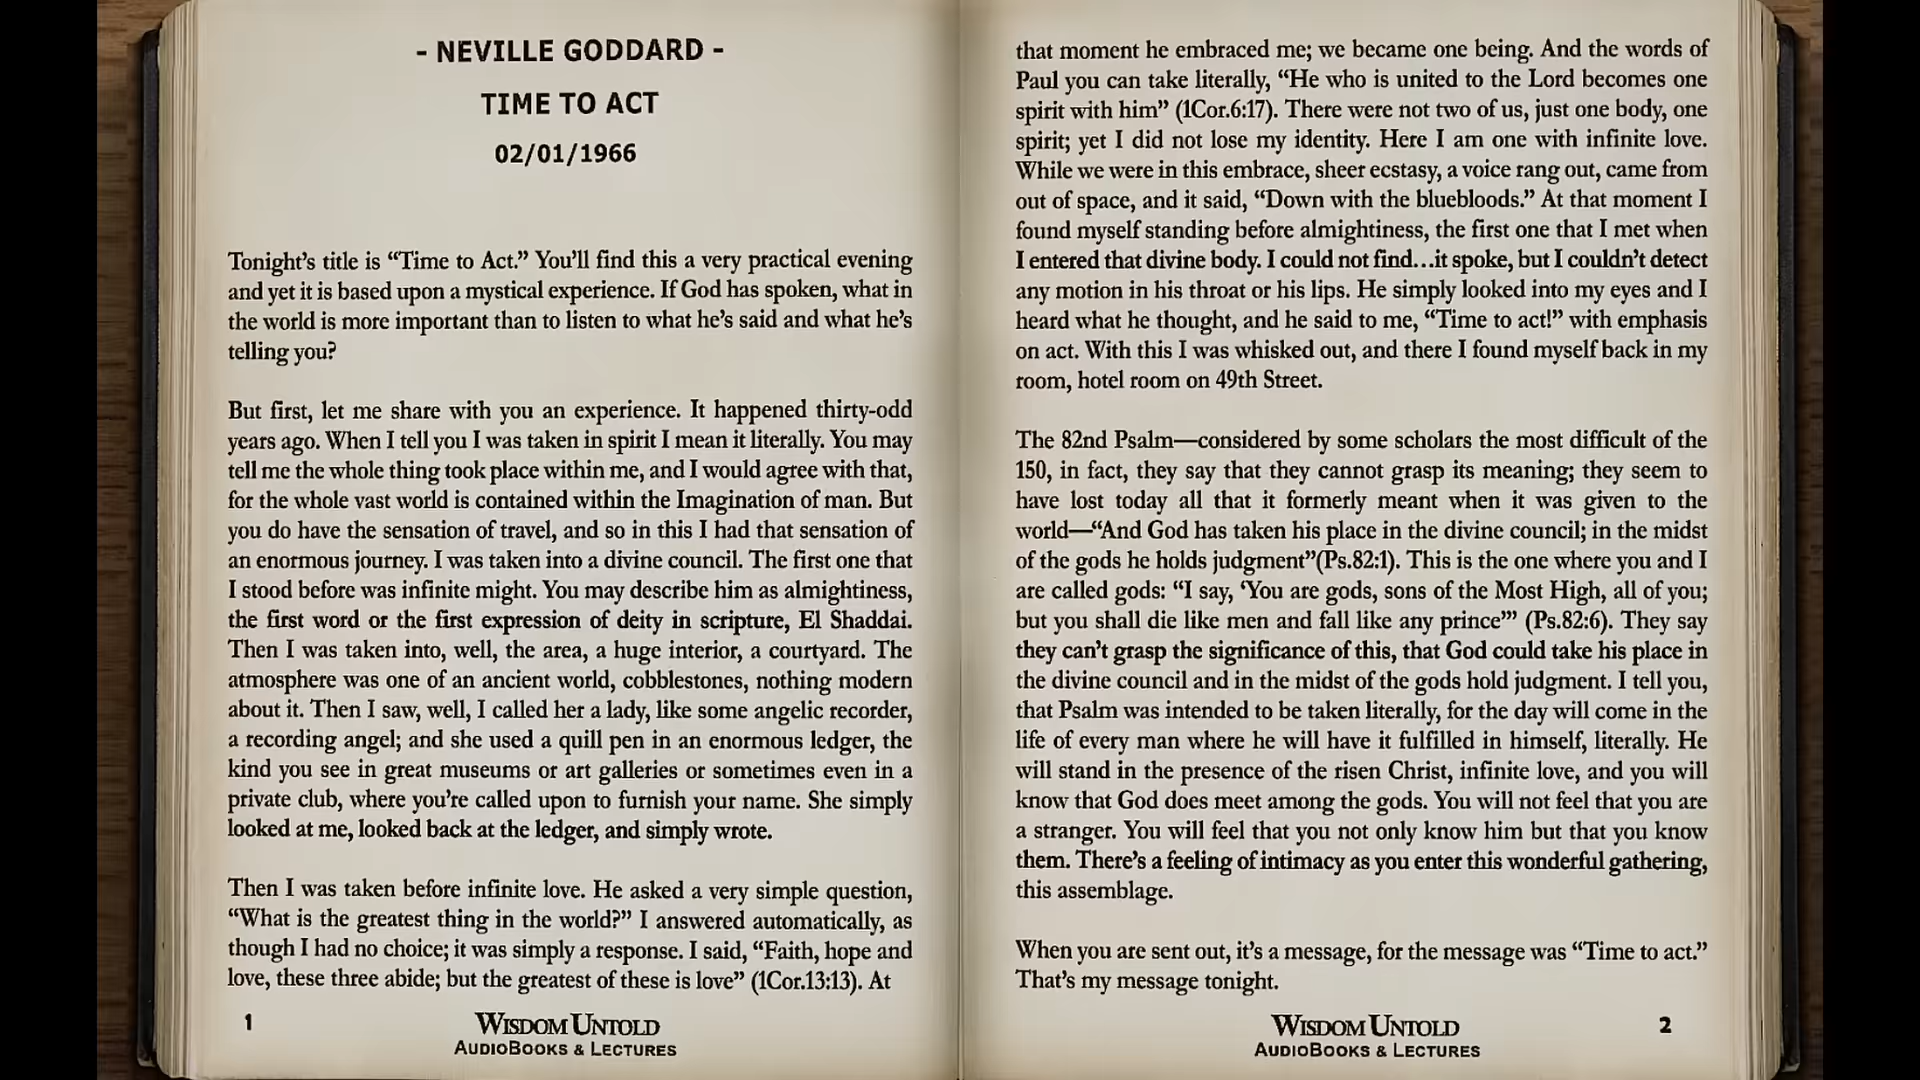 - NEVILLE GODDARD -
TIME TO ACT
02/01/1966
Tonight's title is “Time to Act.” You'll find this a very practical evening
and yet it is based upon a mystical experience. If God has spoken, what in
the world is more important than to listen to what he's said and what he's
telling you?
But first, let me share with you an experience. It happened thirty-odd
years ago. When I tell you I was taken in spirit I mean it literally. You may
tell me the whole thing took place within me, and I would agree with that,
for the whole vast world is contained within the Imagination of man. But
you do have the sensation of travel, and so in this I had that sensation of
an enormous journey. I was taken into a divine council. The first one that
I stood before was infinite might. You may describe him as almightiness,
the first word or the first expression of deity in scripture, El Shaddai.
Then I was taken into, well, the area, a huge interior, a courtyard. The
atmosphere was one of an ancient world, cobblestones, nothing modern
about it. Then I saw, well, I called her a lady, like some angelic recorder,
a recording angel; and she used a quill pen in an enormous ledger, the
kind you see in great museums or art galleries or sometimes even in a
private club, where you're called upon to furnish your name. She simply
looked at me, looked back at the ledger, and simply wrote.
Then I was taken before infinite love. He asked a very simple question,
“What is the greatest thing in the world?” I answered automatically, as
though I had no choice; it was simply a response. I said, “Faith, hope and
love, these three abide; but the greatest of these is love” (1Cor.13:13). At
1
WISDOM UNTOLD
AUDIOBOOKS & LECTURES
that moment he embraced me; we became one being. And the words of
Paul you can take literally, “He who is united to the Lord becomes one
spirit with him” (1Cor.6:17). There were not two of us, just one body, one
spirit; yet I did not lose my identity. Here I am one with infinite love.
While we were in this embrace, sheer ecstasy, a voice rang out, came from
out of space, and it said, “Down with the bluebloods.” At that moment I
found myself standing before almightiness, the first one that I met when
I entered that divine body. I could not find…it spoke, but I couldn't detect
any motion in his throat or his lips. He simply looked into my eyes and I
heard what he thought, and he said to me, “Time to act!” with emphasis
on act. With this I was whisked out, and there I found myself back in my
room, hotel room on 49th Street.
The 82nd Psalm—considered by some scholars the most difficult of the
150, in fact, they say that they cannot grasp its meaning; they seem to
have lost today all that it formerly meant when it was given to the
world—“And God has taken his place in the divine council; in the midst
of the gods he holds judgment”(Ps.82:1). This is the one where you and I
are called gods: “I say, ‘You are gods, sons of the Most High, all of you;
but you shall die like men and fall like any prince’” (Ps.82:6). They say
they can't grasp the significance of this, that God could take his place in
the divine council and in the midst of the gods hold judgment. I tell you,
that Psalm was intended to be taken literally, for the day will come in the
life of every man where he will have it fulfilled in himself, literally. He
will stand in the presence of the risen Christ, infinite love, and you will
know that God does meet among the gods. You will not feel that you are
a stranger. You will feel that you not only know him but that you know
them. There's a feeling of intimacy as you enter this wonderful gathering,
this assemblage.
When you are sent out, it's a message, for the message was “Time to act.”
That's my message tonight.
WISDOM UNTOLD
AUDIOBOOKS & LECTURES
2